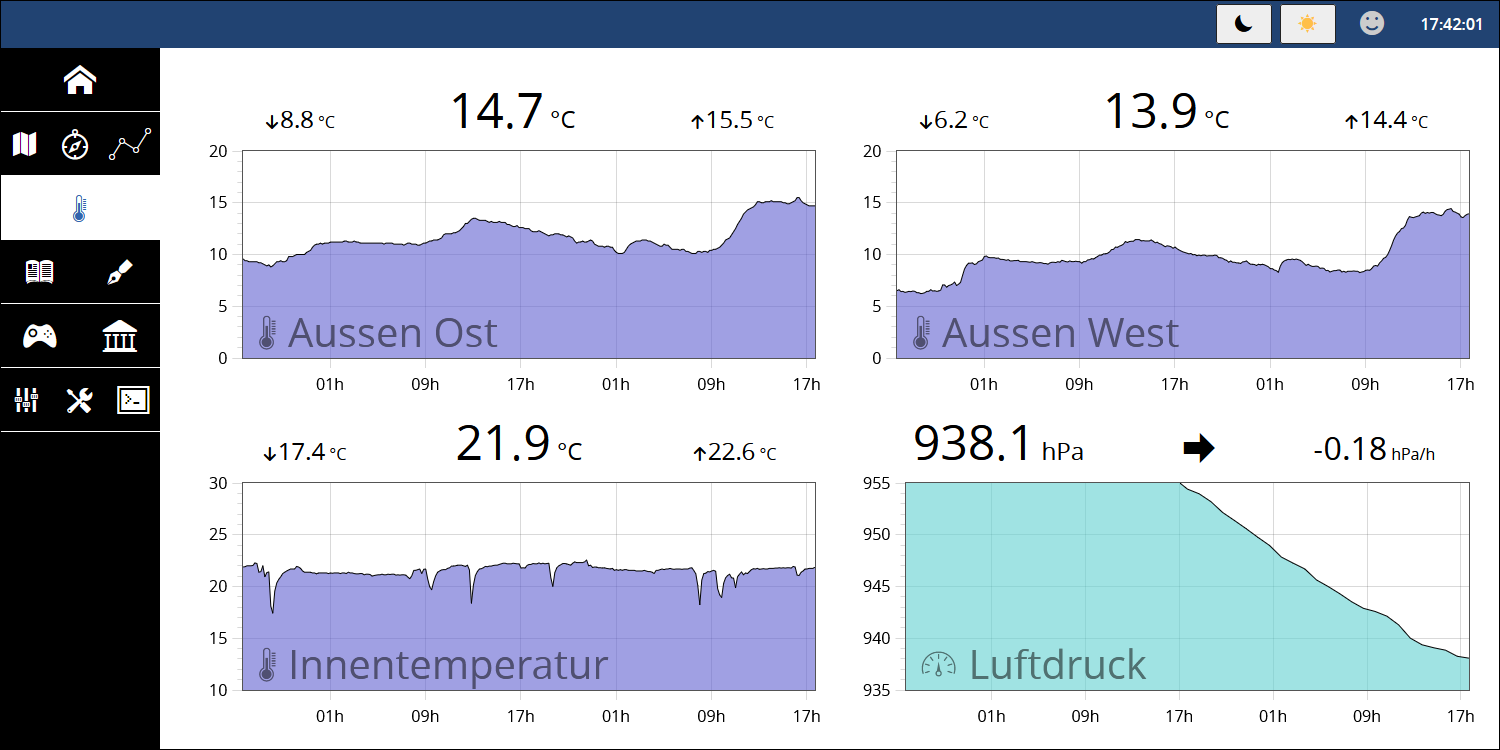 17:42:01
↓8.8 °C 14.7 °C ↑15.5 °C
20
15
10
5
0
Aussen Ost
01h 09h 17h 01h 09h 17h
↓6.2 °C 13.9 °C ↑14.4 °C
20
15
10
5
0
Aussen West
01h 09h 17h 01h 09h 17h
↓17.4 °C 21.9 °C ↑22.6 °C
30
25
20
15
10
Innentemperatur
01h 09h 17h 01h 09h 17h
938.1 hPa -0.18 hPa/h
955
950
945
940
935
Luftdruck
01h 09h 17h 01h 09h 17h